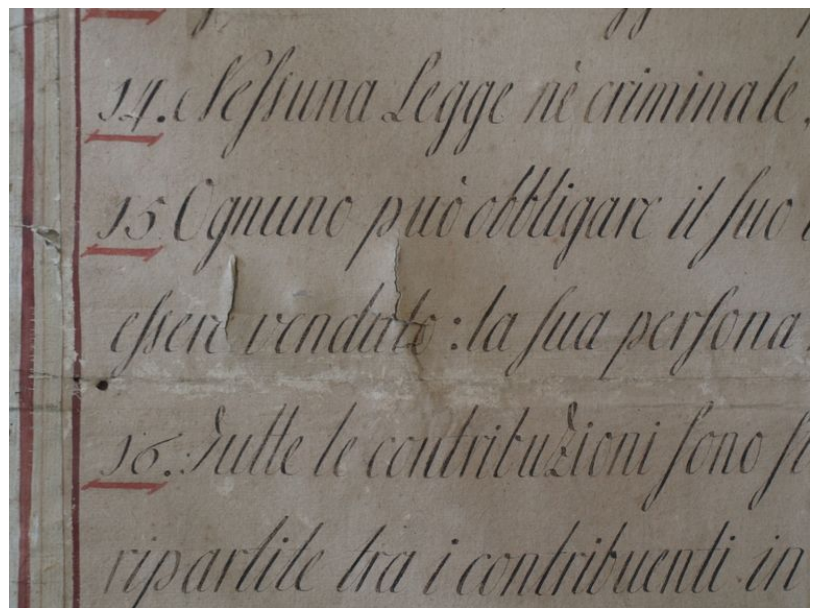 14. Nessuna Legge nè criminale,
15 Ognuno può obbligare il suo
essere venduto: la sua persona
16. Tutte le contribuzioni sono
ripartite tra i contribuenti in